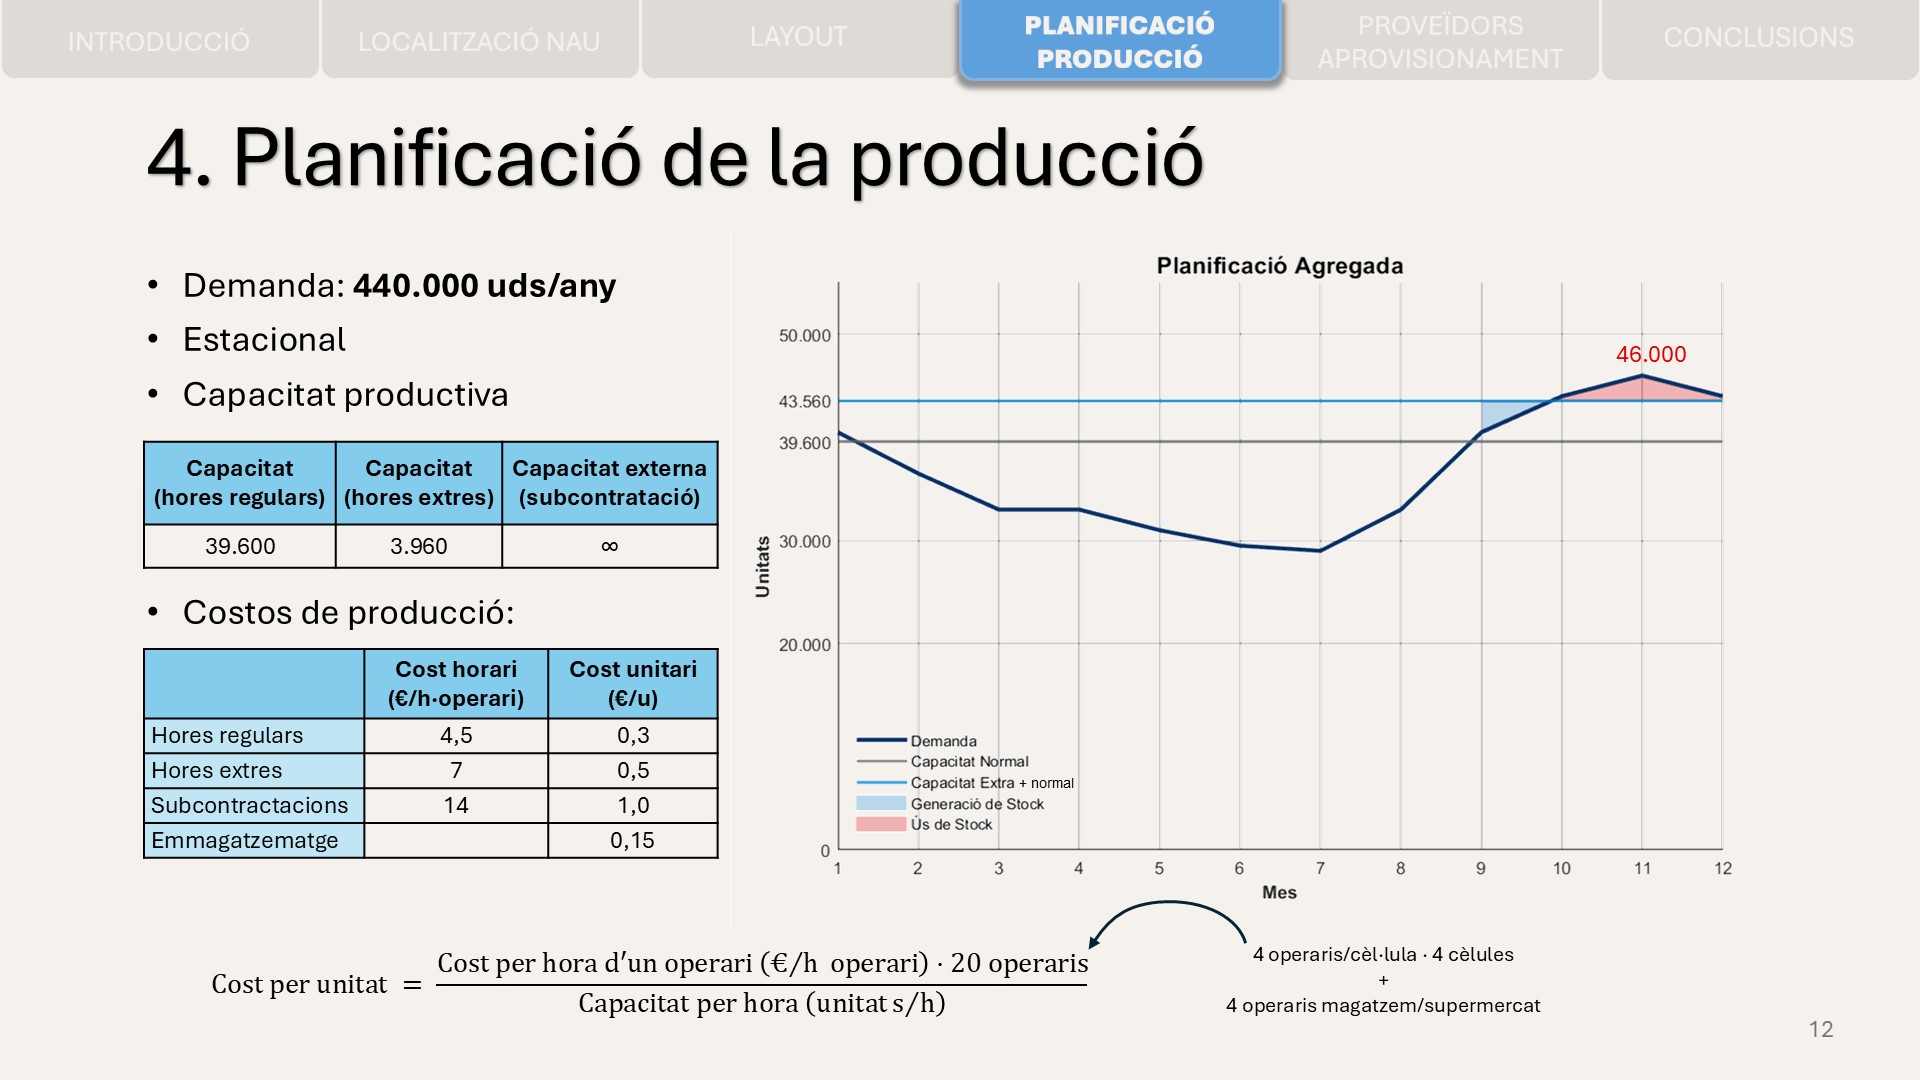 INTRODUCCIÓ
LOCALITZACIÓ NAU
LAYOUT
PLANIFICACIÓ
PRODUCCIÓ
PROVEÏDORS
APROVISIONAMENT
CONCLUSIONS
4. Planificació de la producció
• Demanda: 440.000 uds/any
• Estacional
• Capacitat productiva
Capacitat (hores regulars) Capacitat (hores extres) Capacitat externa (subcontratació)
39.600 3.960 ∞
• Costos de producció:
Cost horari (€/h·operari) Cost unitari (€/u)
Hores regulars 4,5 0,3
Hores extres 7 0,5
Subcontractacions 14 1,0
Emmagatzematge 0,15
Planificació Agregada
50.000
46.000
43.560
39.600
30.000
20.000
0
Unitats
Demanda
Capacitat Normal
Capacitat Extra + normal
Generació de Stock
Ús de Stock
1 2 3 4 5 6 7 8 9 10 11 12
Mes
Cost per unitat = Cost per hora d′un operari (€/h operari) · 20 operaris
Capacitat per hora (unitat s/h)
4 operaris/cèl·lula · 4 cèlules
+
4 operaris magatzem/supermercat
12